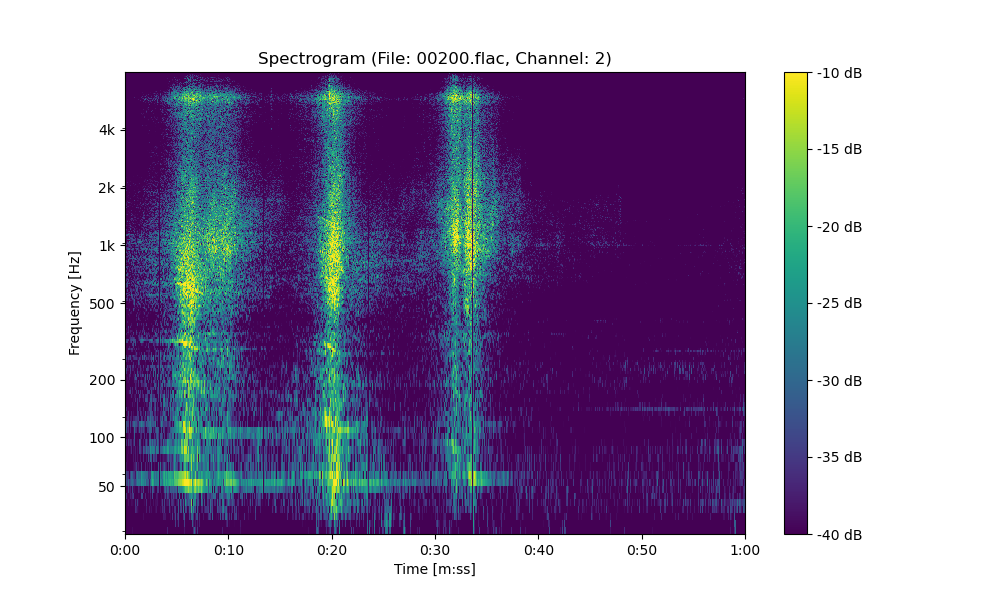 Spectrogram (File: 00200.flac, Channel: 2)
Frequency [Hz]
4k
2k
1k
500
200
100
50
0:00 0:10 0:20 0:30 0:40 0:50 1:00
Time [m:ss]
-10 dB
-15 dB
-20 dB
-25 dB
-30 dB
-35 dB
-40 dB